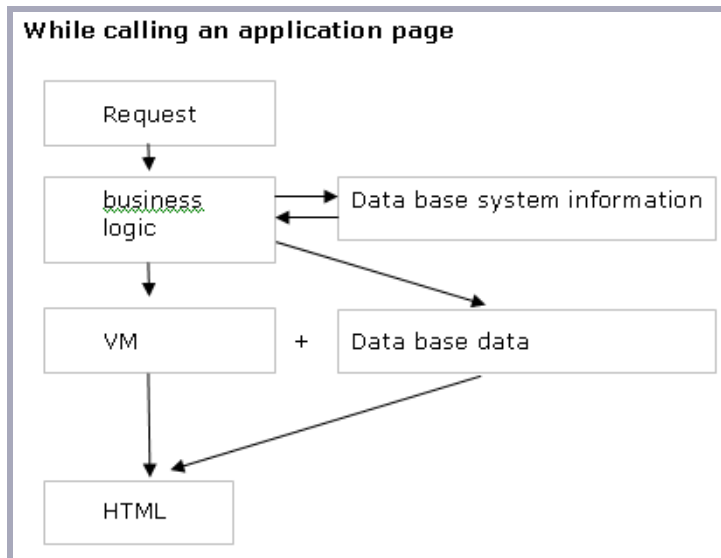 While calling an application page
Request
business
logic
Data base system information
VM
+
Data base data
HTML